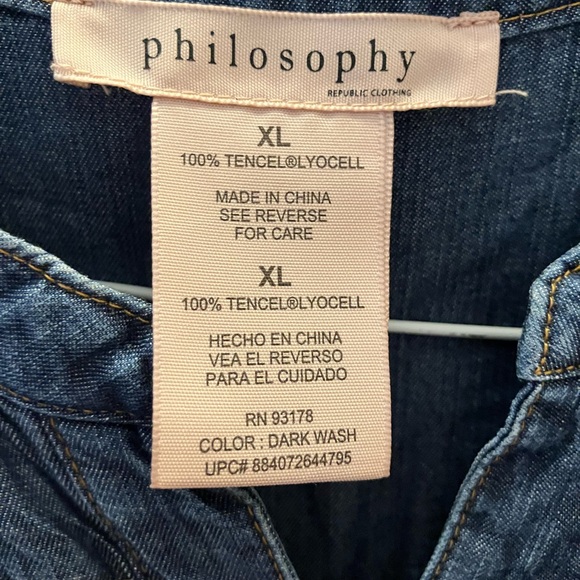 philosophy
REPUBLIC CLOTHING
XL
100% TENCEL®LYOCELL
MADE IN CHINA
SEE REVERSE
FOR CARE
XL
100% TENCEL®LYOCELL
HECHO EN CHINA
VEA EL REVERSO
PARA EL CUIDADO
RN 93178
COLOR : DARK WASH
UPC# 884072644795